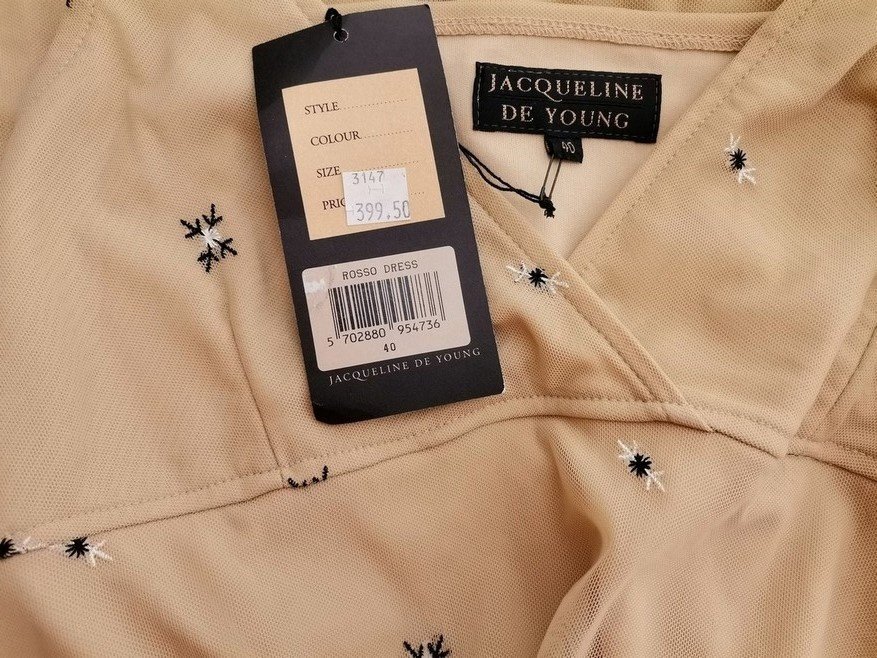 STYLE
COLOUR
SIZE
PRIC
3147
399.50
ROSSO DRESS
5 702880 954736
40
JACQUELINE DE YOUNG
JACQUELINE
DE YOUNG
40